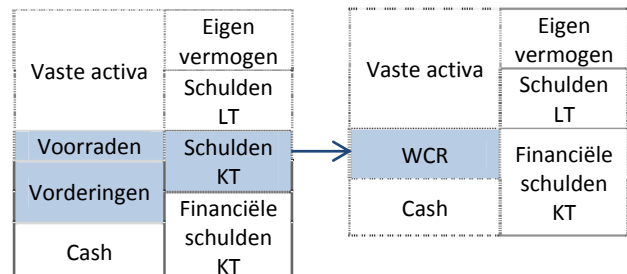 Vaste activa
Voorraden
Vorderingen
Cash
Eigen
vermogen
Schulden
LT
Schulden
KT
Financiële
schulden
KT
Vaste activa
WCR
Cash
Eigen
vermogen
Schulden
LT
Financiële
schulden
KT